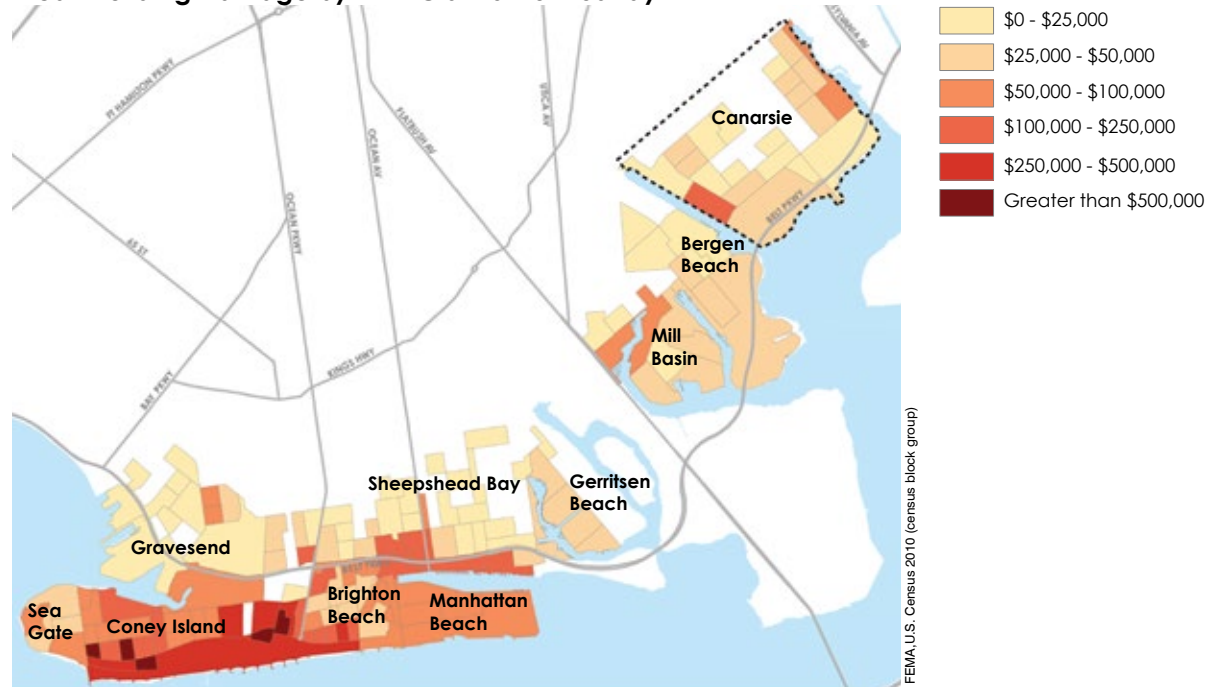 $0 - $25,000
$25,000 - $50,000
$50,000 - $100,000
$100,000 - $250,000
$250,000 - $500,000
Greater than $500,000
FT HAMILTON PKWY
UTICA AV
FLATBUSH AV
OCEAN AV
OCEAN PKWY
65 ST
KINGS HWY
BAY PKWY
Canarsie
BELT PKWY
Bergen
Beach
Mill
Basin
Sheepshead Bay
Gerritsen
Beach
Gravesend
Sea
Gate
Coney Island
Brighton
Beach
Manhattan
Beach
FEMA,U.S. Census 2010 (census block group)